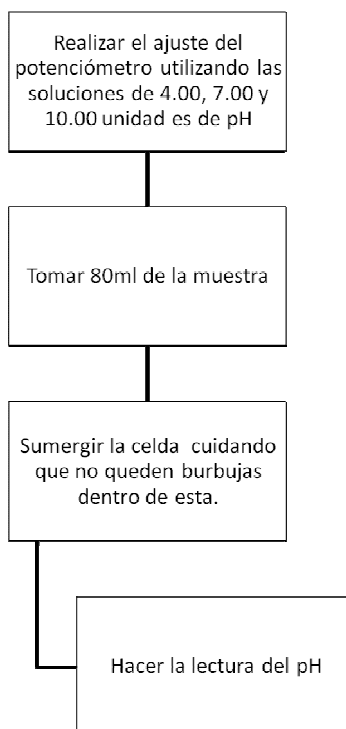 Realizar el ajuste del
potenciómetro utilizando las
soluciones de 4.00, 7.00 y
10.00 unidad es de pH
Tomar 80ml de la muestra
Sumergir la celda cuidando
que no queden burbujas
dentro de esta.
Hacer la lectura del pH